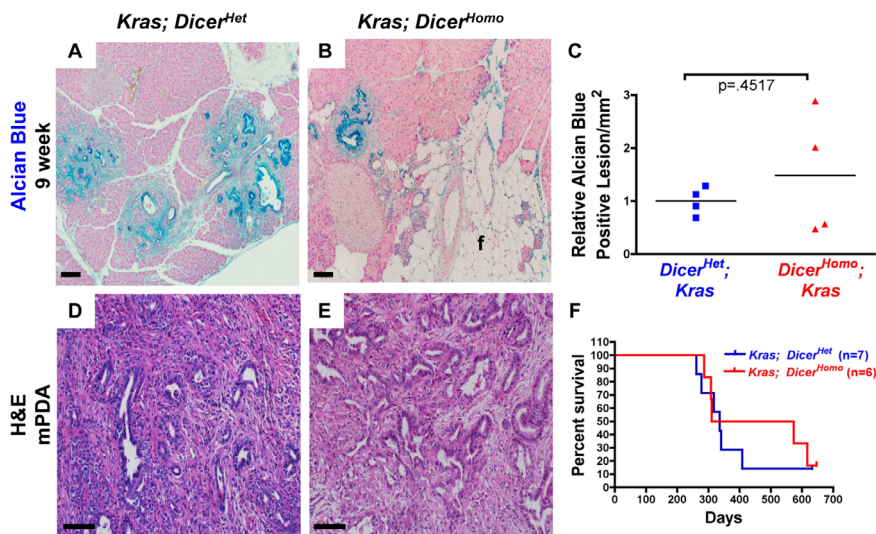 Kras; Dicer^Het
Kras; Dicer^Homo
A
B
C
Alcian Blue
9 week
f
Relative Alcian Blue
Positive Lesion/mm²
3
2
1
0
p=.4517
Dicer^Het;
Kras
Dicer^Homo;
Kras
D
E
F
H&E
mPDA
Percent survival
110
100
90
80
70
60
50
40
30
20
10
0
Kras; Dicer^Het (n=7)
Kras; Dicer^Homo (n=6)
0 100 200 300 400 500 600 700
Days